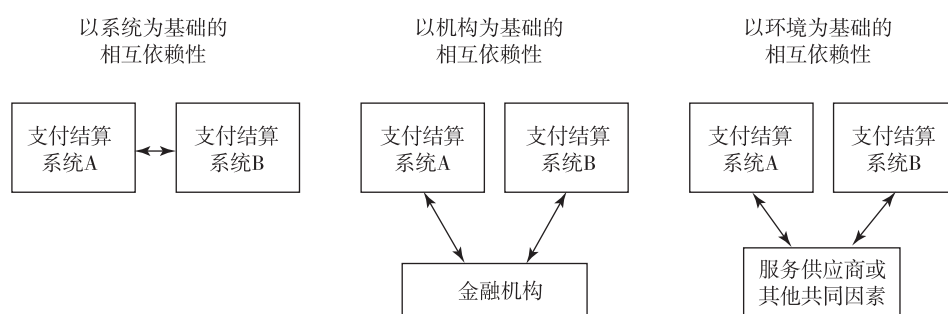 以系统为基础的
相互依赖性
以机构为基础的
相互依赖性
以环境为基础的
相互依赖性
支付结算
系统A
支付结算
系统B
支付结算
系统A
支付结算
系统B
支付结算
系统A
支付结算
系统B
金融机构
服务供应商或
其他共同因素